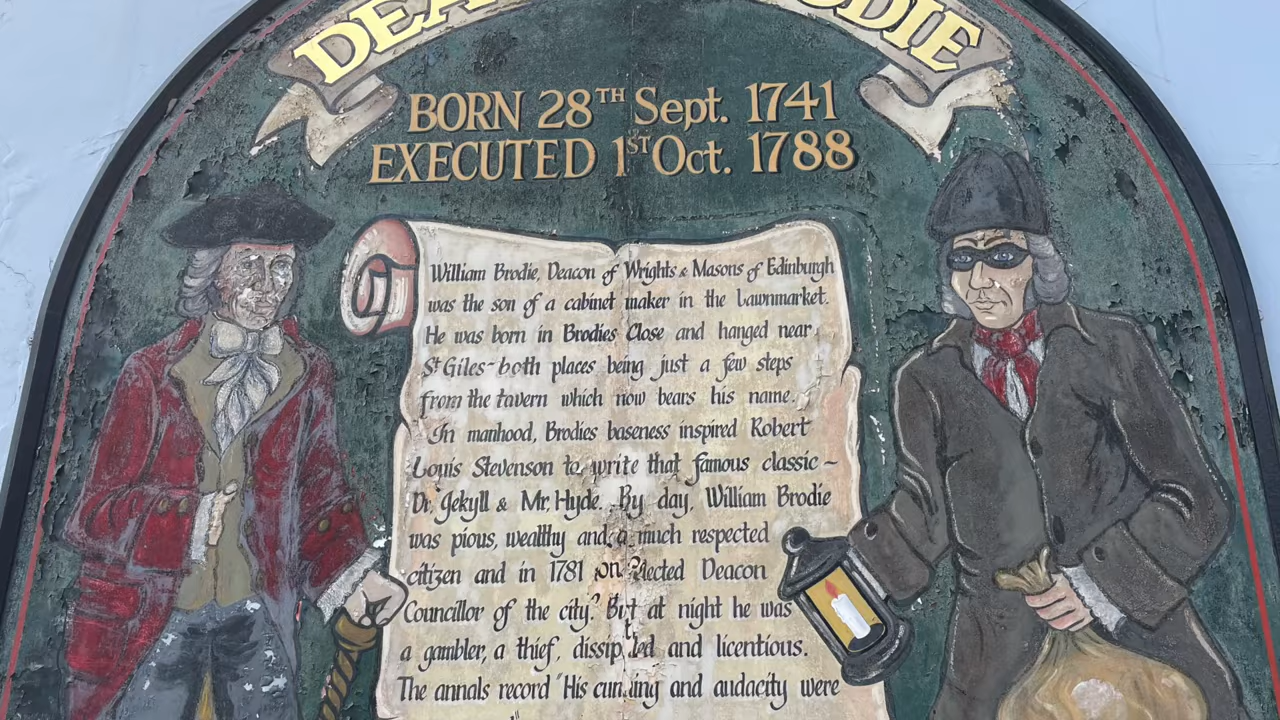 DEA ODIE
BORN 28TH Sept. 1741
EXECUTED 1ST Oct. 1788
William Brodie, Deacon of Wrights & Masons of Edinburgh
was the son of a cabinet maker in the Lawnmarket.
He was born in Brodies Close and hanged near
St Giles - both places being just a few steps
from the tavern which now bears his name.
In manhood, Brodies baseness inspired Robert
Louis Stevenson to write that famous classic ~
Dr. Jekyll & Mr. Hyde. By day, William Brodie
was pious, wealthy and a much respected
citizen and in 1781 Deacon
Councillor of the city. But at night he was
a gambler, a thief, and licentious.
The annals record "His cunning and audacity were